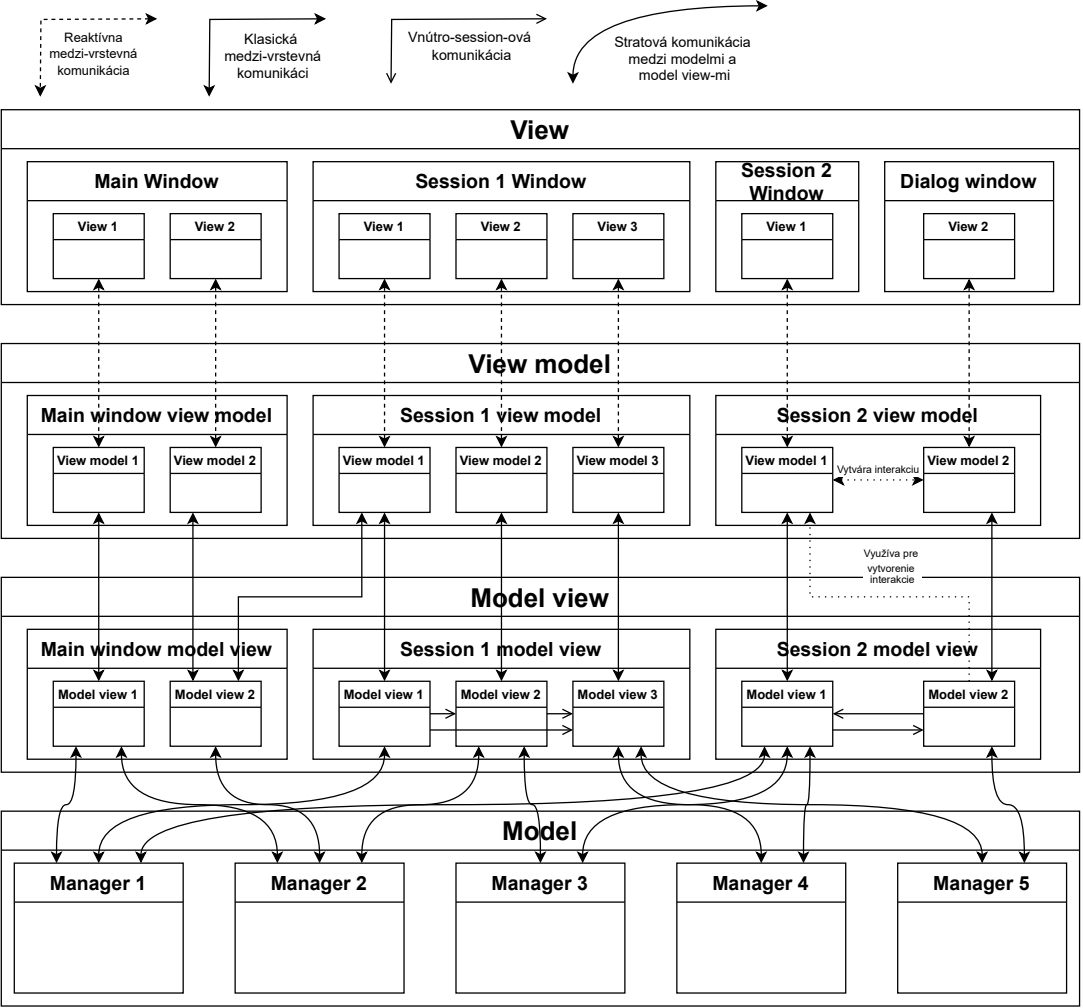 Reaktívna
medzi-vrstevná
komunikácia
Klasická
medzi-vrstevná
komunikáci
Vnútro-session-ová
komunikácia
Stratová komunikácia
medzi modelmi a
model view-mi
View
Main Window
Session 1 Window
Session 2
Window
Dialog window
View 1
View 2
View 1
View 2
View 3
View 1
View 2
View model
Main window view model
Session 1 view model
Session 2 view model
View model 1
View model 2
View model 1
View model 2
View model 3
View model 1
View model 2
Vytvára interakciu
Využíva pre
vytvorenie
interakcie
Model view
Main window model view
Session 1 model view
Session 2 model view
Model view 1
Model view 2
Model view 1
Model view 2
Model view 3
Model view 1
Model view 2
Model
Manager 1
Manager 2
Manager 3
Manager 4
Manager 5